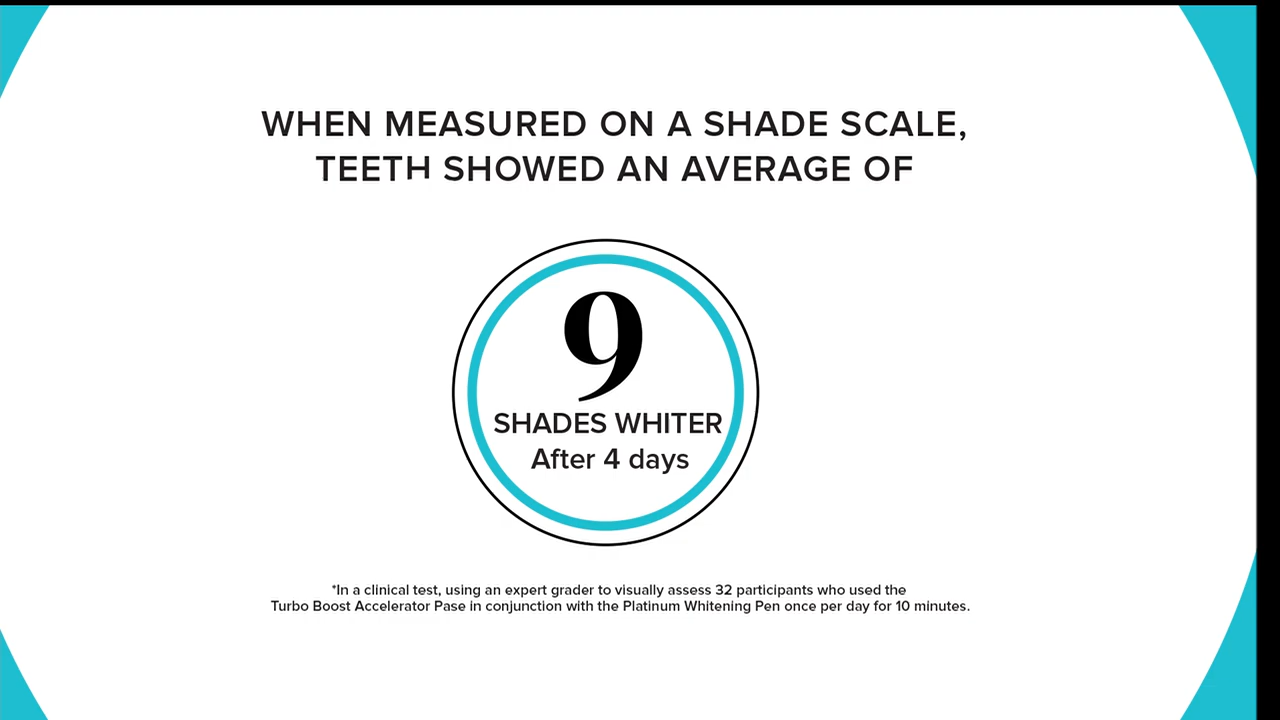 WHEN MEASURED ON A SHADE SCALE,
TEETH SHOWED AN AVERAGE OF
9
SHADES WHITER
After 4 days
*In a clinical test, using an expert grader to visually assess 32 participants who used the
Turbo Boost Accelerator Pase in conjunction with the Platinum Whitening Pen once per day for 10 minutes.